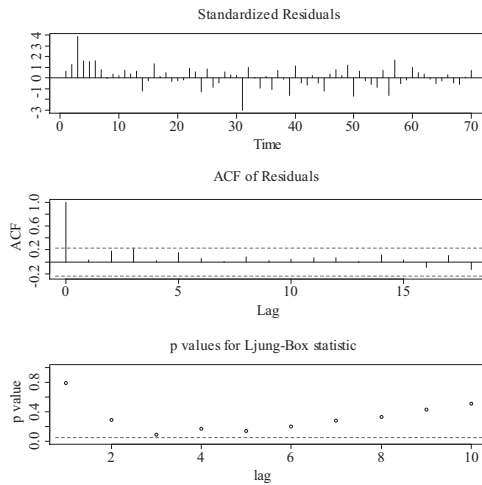 Standardized Residuals
-3 -1 0 1 2 3 4
0 10 20 30 40 50 60 70
Time
ACF of Residuals
ACF
-0.2 0.2 0.6 1.0
0 5 10 15
Lag
p values for Ljung-Box statistic
p value
0.0 0.4 0.8
2 4 6 8 10
lag